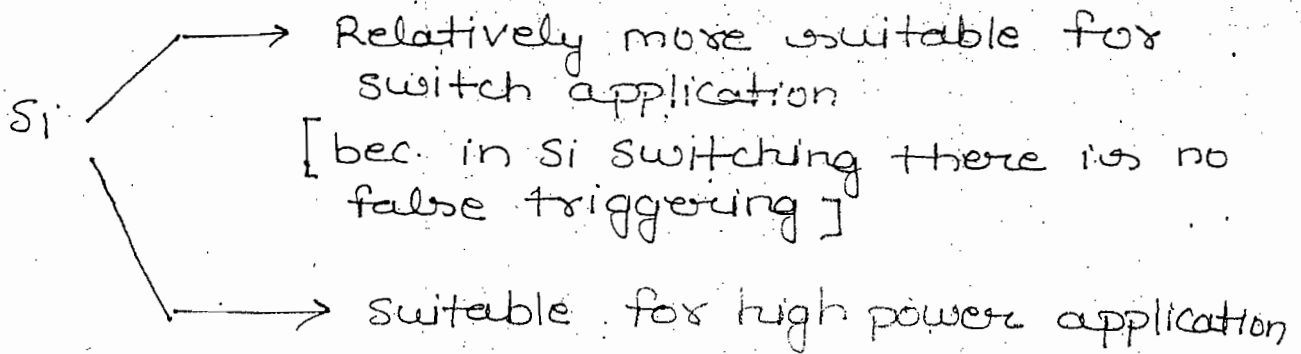 Relatively more suitable for
switch application
Si
[bec. in Si switching there is no
false triggering]
suitable for high power application